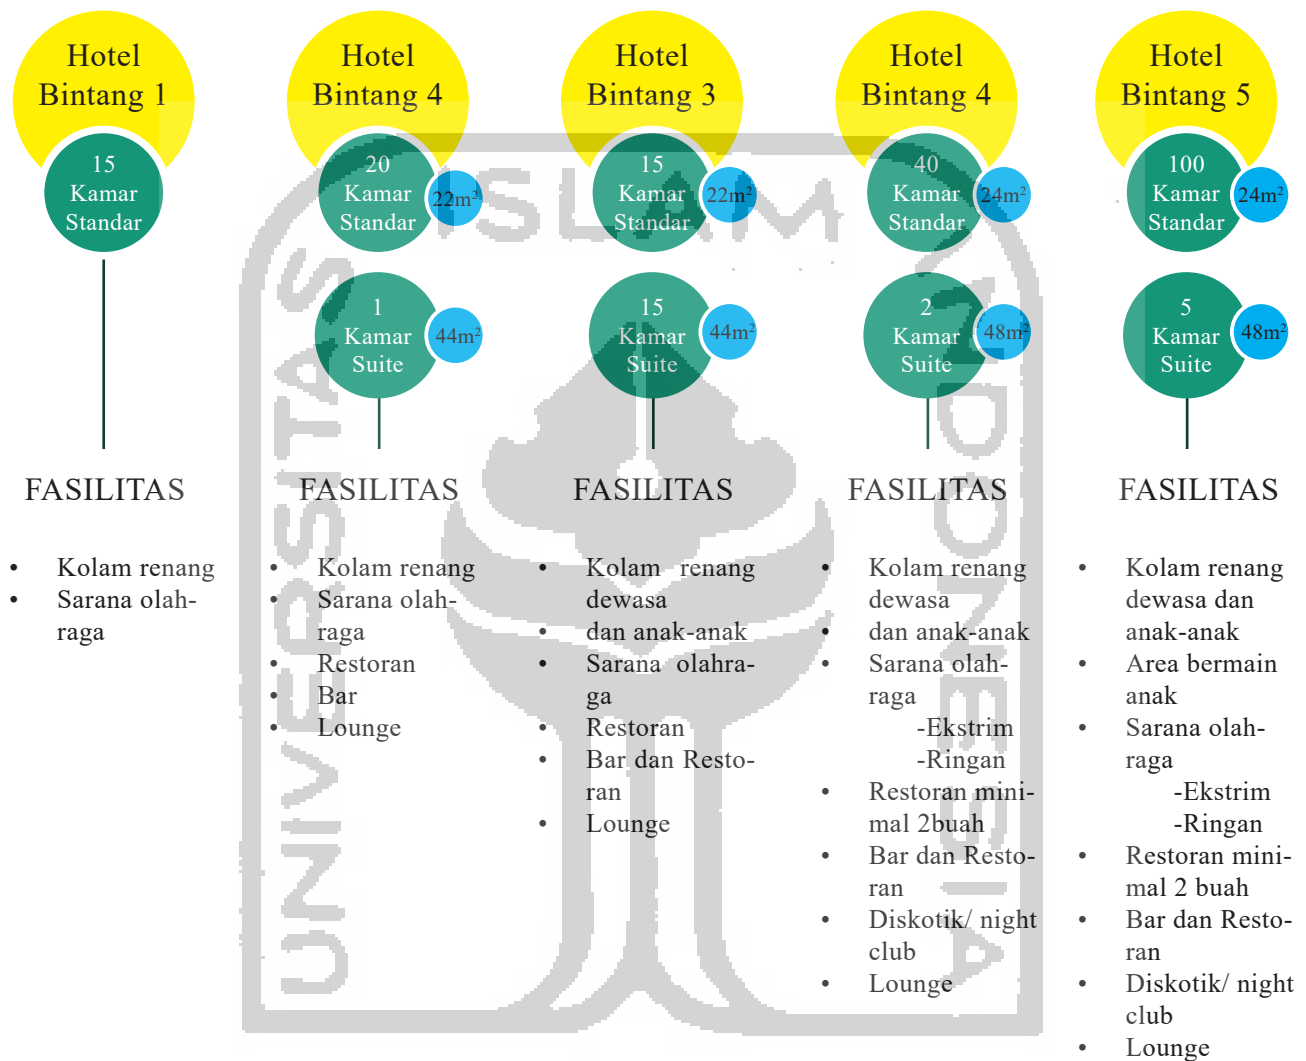 Hotel
Bintang 1
15
Kamar
Standar
FASILITAS
• Kolam renang
• Sarana olah-
raga
Hotel
Bintang 4
20
Kamar
Standar
22m²
1
Kamar
Suite
44m²
FASILITAS
• Kolam renang
• Sarana olah-
raga
• Restoran
• Bar
• Lounge
Hotel
Bintang 3
15
Kamar
Standar
22m²
15
Kamar
Suite
44m²
FASILITAS
• Kolam renang
dewasa
• dan anak-anak
• Sarana olahra-
ga
• Restoran
• Bar dan Resto-
ran
• Lounge
Hotel
Bintang 4
40
Kamar
Standar
24m²
2
Kamar
Suite
48m²
FASILITAS
• Kolam renang
dewasa
• dan anak-anak
• Sarana olah-
raga
-Ekstrim
-Ringan
• Restoran mini-
mal 2buah
• Bar dan Resto-
ran
• Diskotik/ night
club
• Lounge
Hotel
Bintang 5
100
Kamar
Standar
24m²
5
Kamar
Suite
48m²
FASILITAS
• Kolam renang
dewasa dan
anak-anak
• Area bermain
anak
• Sarana olah-
raga
-Ekstrim
-Ringan
• Restoran mini-
mal 2 buah
• Bar dan Resto-
ran
• Diskotik/ night
club
• Lounge
UNIVERSITAS
ISLAM
INDONESIA